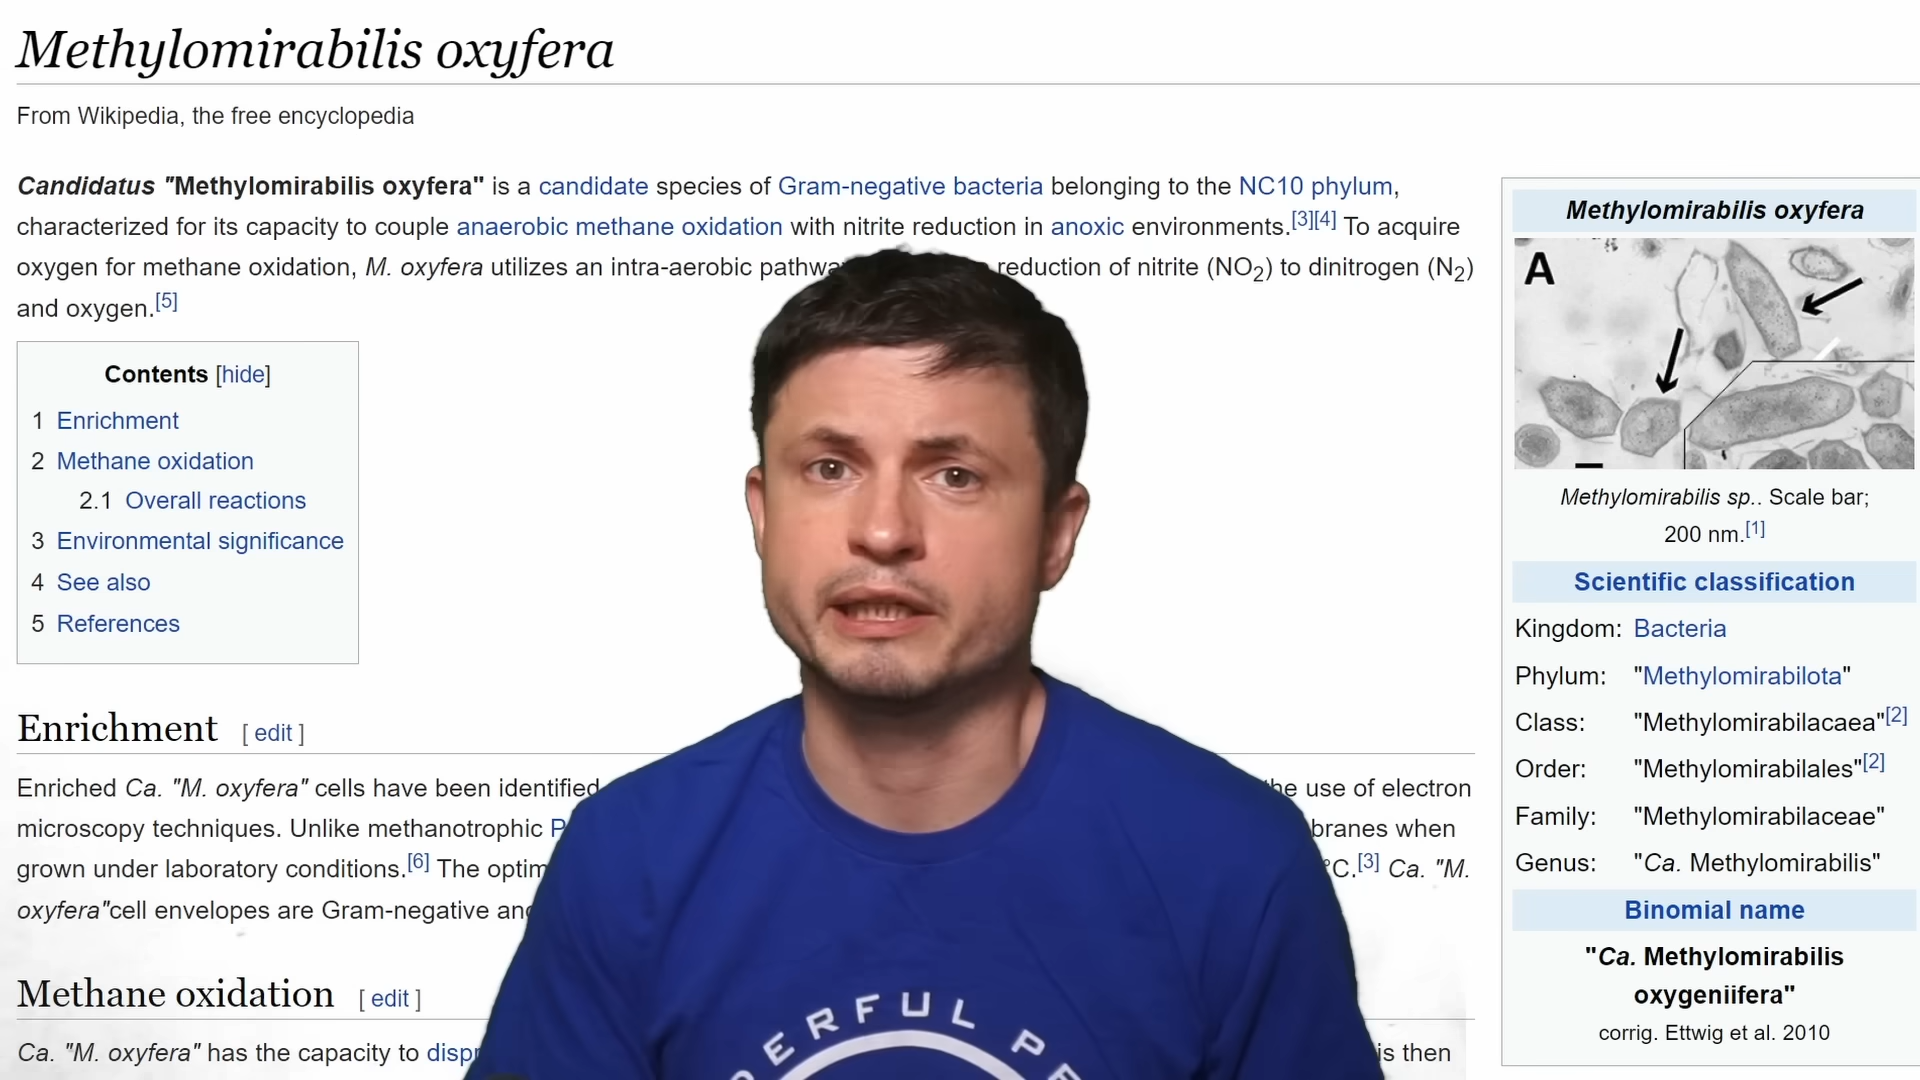 Methylomirabilis oxyfera
From Wikipedia, the free encyclopedia
Candidatus "Methylomirabilis oxyfera" is a candidate species of Gram-negative bacteria belonging to the NC10 phylum,
characterized for its capacity to couple anaerobic methane oxidation with nitrite reduction in anoxic environments.[3][4] To acquire
oxygen for methane oxidation, M. oxyfera utilizes an intra-aerobic reduction of nitrite (NO2) to dinitrogen (N2)
and oxygen.[5]
Contents [hide]
1 Enrichment
2 Methane oxidation
2.1 Overall reactions
3 Environmental significance
4 See also
5 References
Enrichment [ edit ]
Enriched Ca. "M. oxyfera" cells have been identified the use of electron
microscopy techniques. Unlike methanotrophic when
grown under laboratory conditions.[6] The °C.[3] Ca. "M.
oxyfera"cell envelopes are Gram-negative
Methane oxidation [ edit ]
Ca. "M. oxyfera" has the capacity to is then
Methylomirabilis oxyfera
A
Methylomirabilis sp.. Scale bar;
200 nm.[1]
Scientific classification
Kingdom: Bacteria
Phylum: "Methylomirabilota"
Class: "Methylomirabilacaea"[2]
Order: "Methylomirabilales"[2]
Family: "Methylomirabilaceae"
Genus: "Ca. Methylomirabilis"
Binomial name
"Ca. Methylomirabilis
oxygeniifera"
corrig. Ettwig et al. 2010